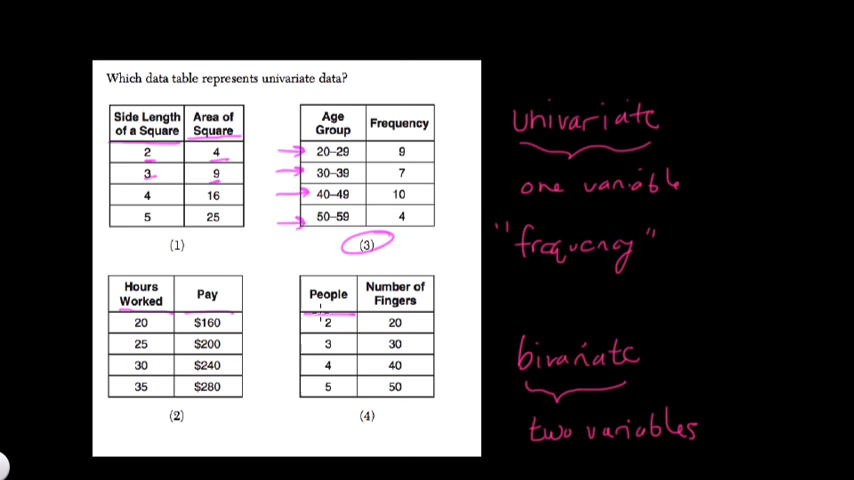 Which data table represents univariate data?
Side Length of a Square | Area of Square
2 | 4
3 | 9
4 | 16
5 | 25
(1)
Age Group | Frequency
20–29 | 9
30–39 | 7
40–49 | 10
50–59 | 4
(3)
Hours Worked | Pay
20 | $160
25 | $200
30 | $240
35 | $280
(2)
People | Number of Fingers
2 | 20
3 | 30
4 | 40
5 | 50
(4)
univariate
one variable
"frequency"
bivariate
two variables